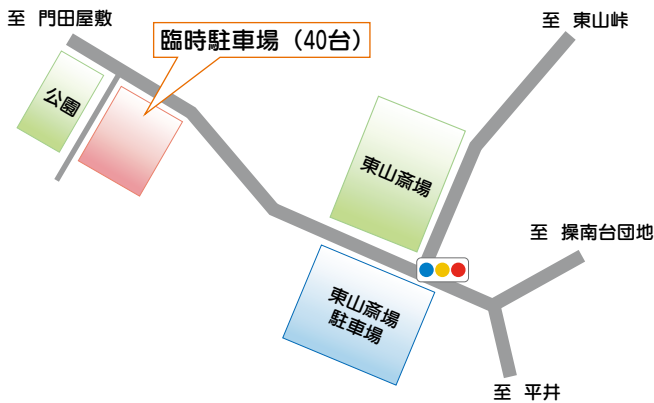 至 門田屋敷
臨時駐車場（40台）
至 東山峠
公園
東山斎場
至 操南台団地
東山斎場
駐車場
至 平井